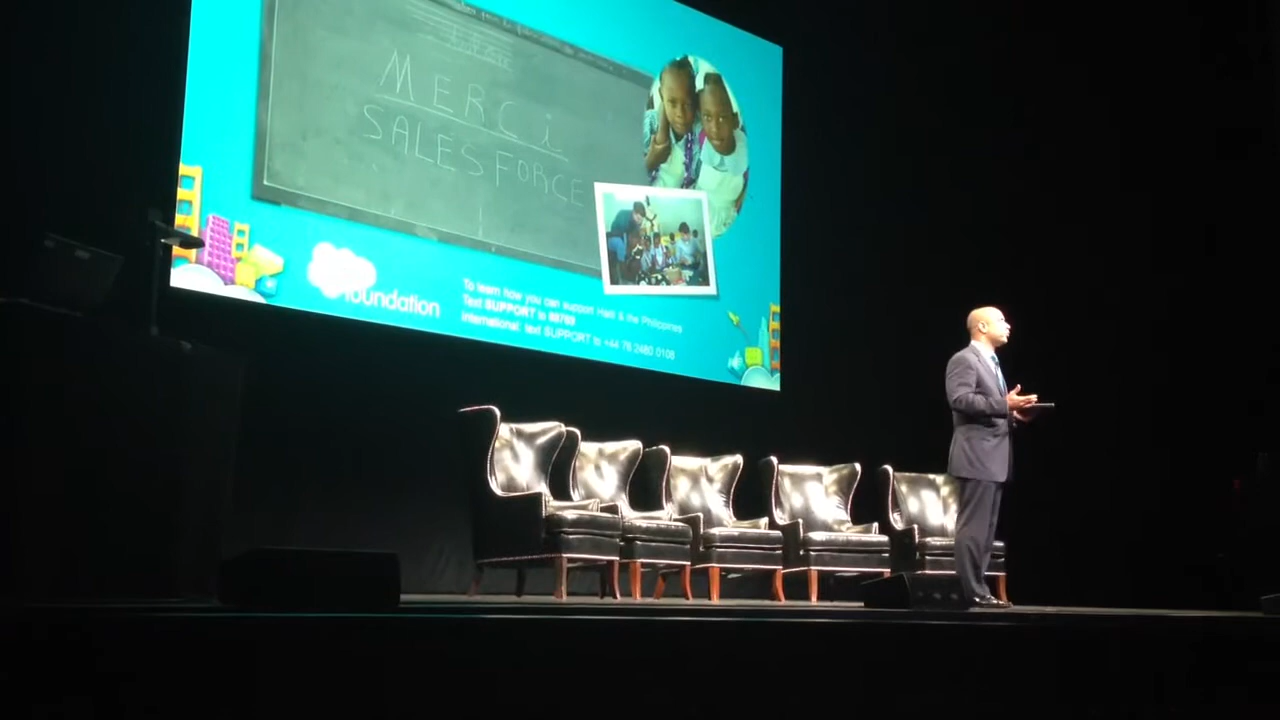 MERCi
SALESFORCE
foundation
To learn how you can support Haiti & the Philippines
Text SUPPORT to
International: text SUPPORT to +44 76 2480 0108